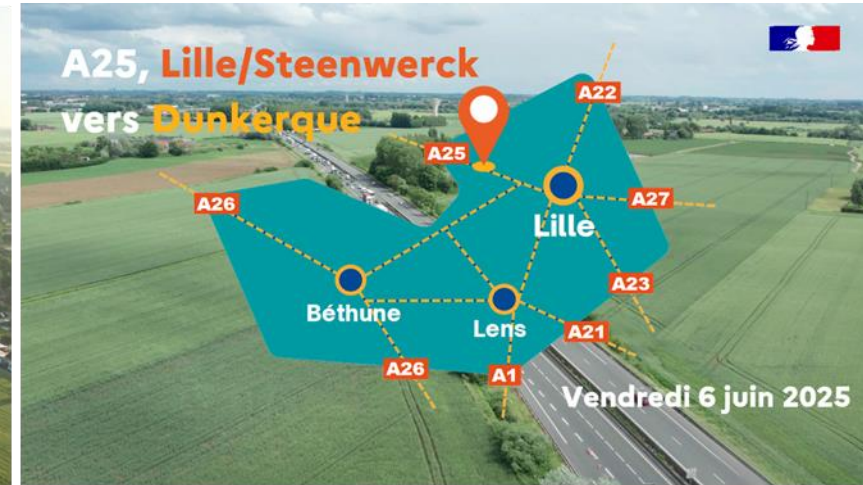 A25, Lille/Steenwerck
vers Dunkerque
A22
A25
A26
A27
Lille
Béthune
Lens
A23
A21
A26
A1
Vendredi 6 juin 2025